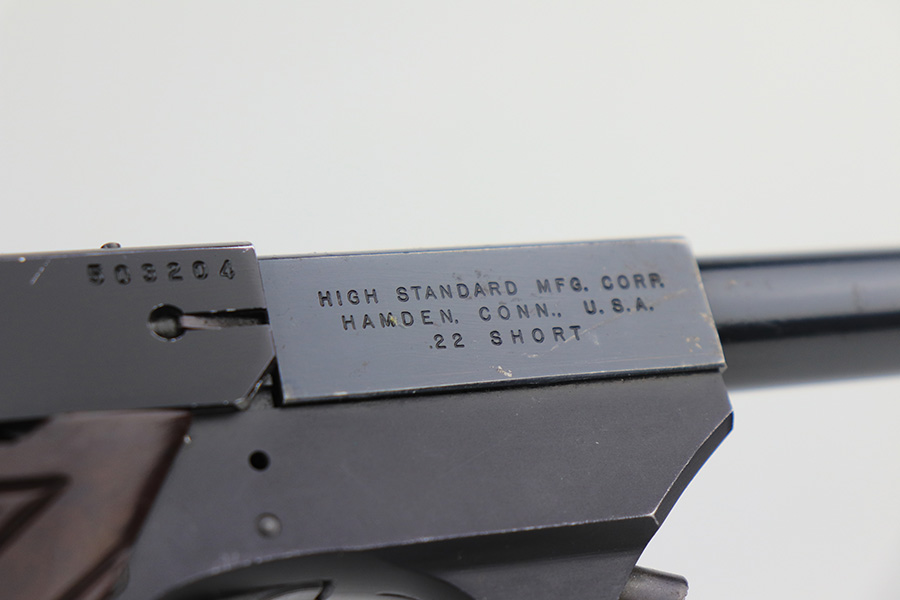 503204
HIGH STANDARD MFG. CORP.
HAMDEN, CONN., U.S.A.
.22 SHORT